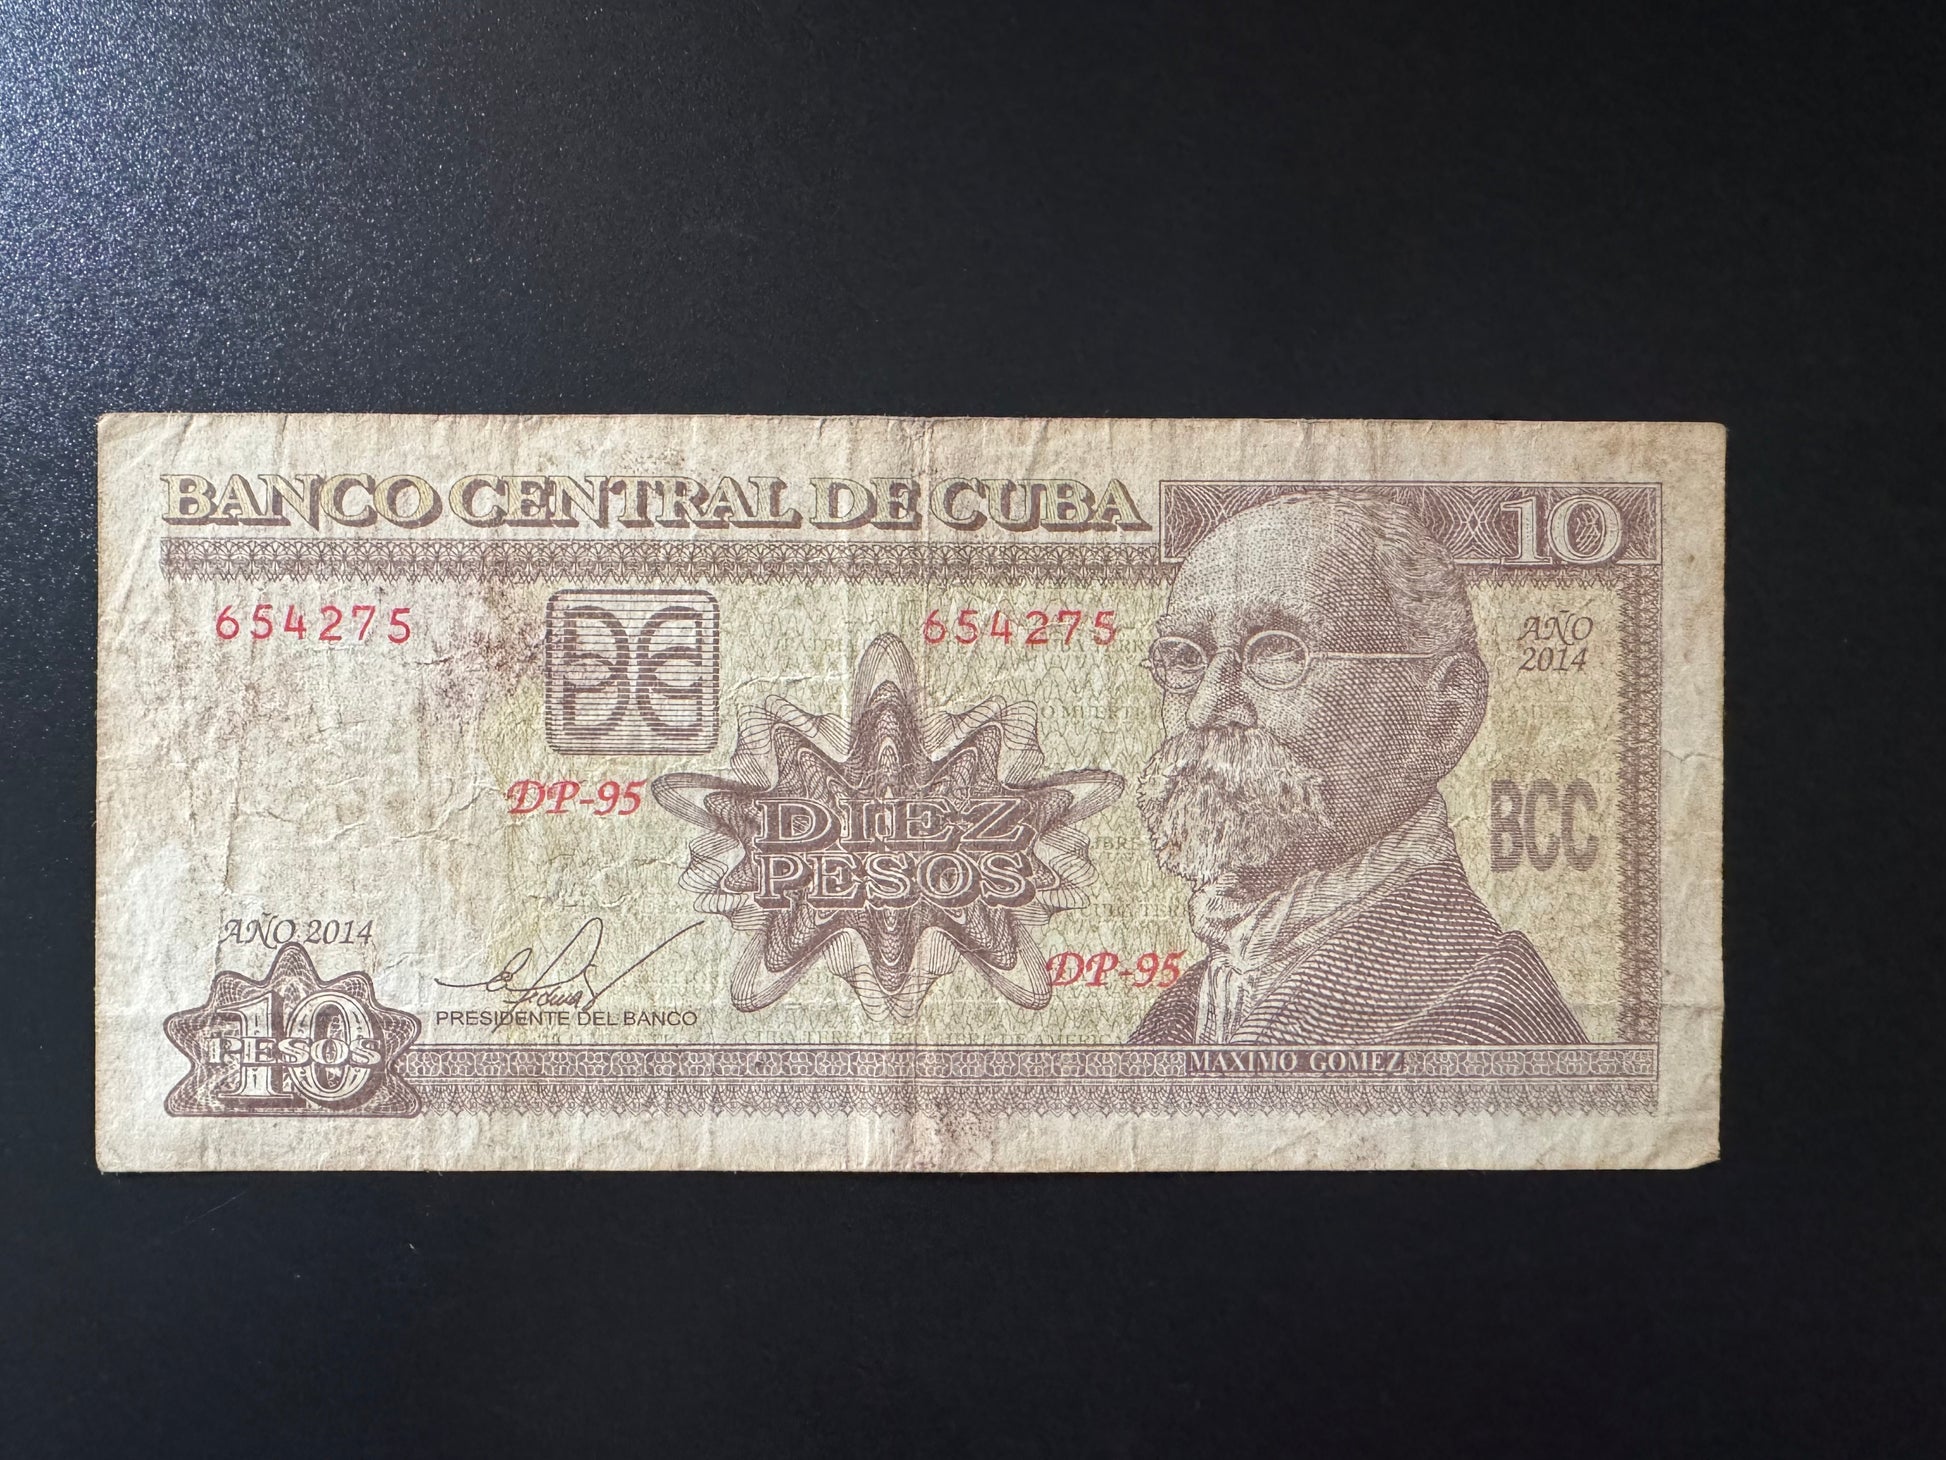 BANCO CENTRAL DE CUBA
10
654275
654275
AÑO
2014
DP-95
DIEZ
PESOS
BCC
AÑO 2014
DP-95
PRESIDENTE DEL BANCO
10
PESOS
MAXIMO GOMEZ